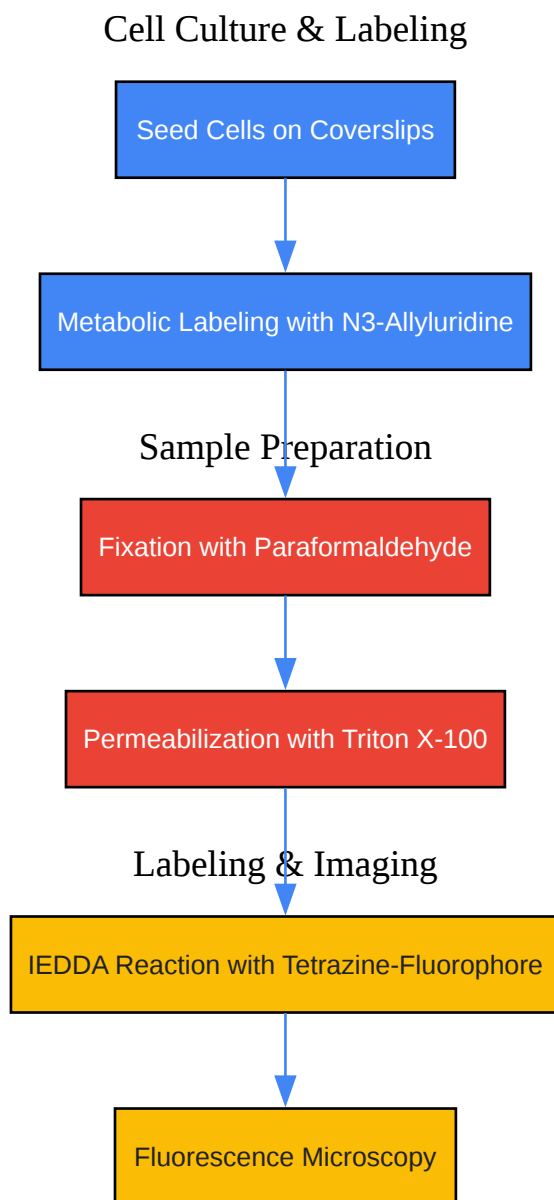 Cell Culture & Labeling
Seed Cells on Coverslips
Metabolic Labeling with N3-Allyluridine
Sample Preparation
Fixation with Paraformaldehyde
Permeabilization with Triton X-100
Labeling & Imaging
IEDDA Reaction with Tetrazine-Fluorophore
Fluorescence Microscopy